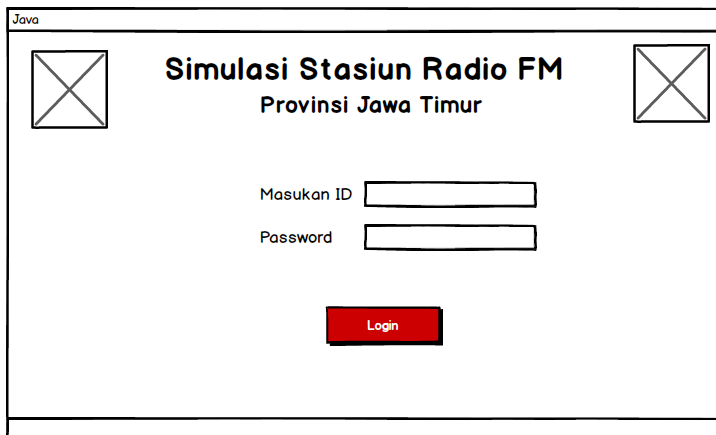 Java
Simulasi Stasiun Radio FM
Provinsi Jawa Timur
Masukan ID
Password
Login